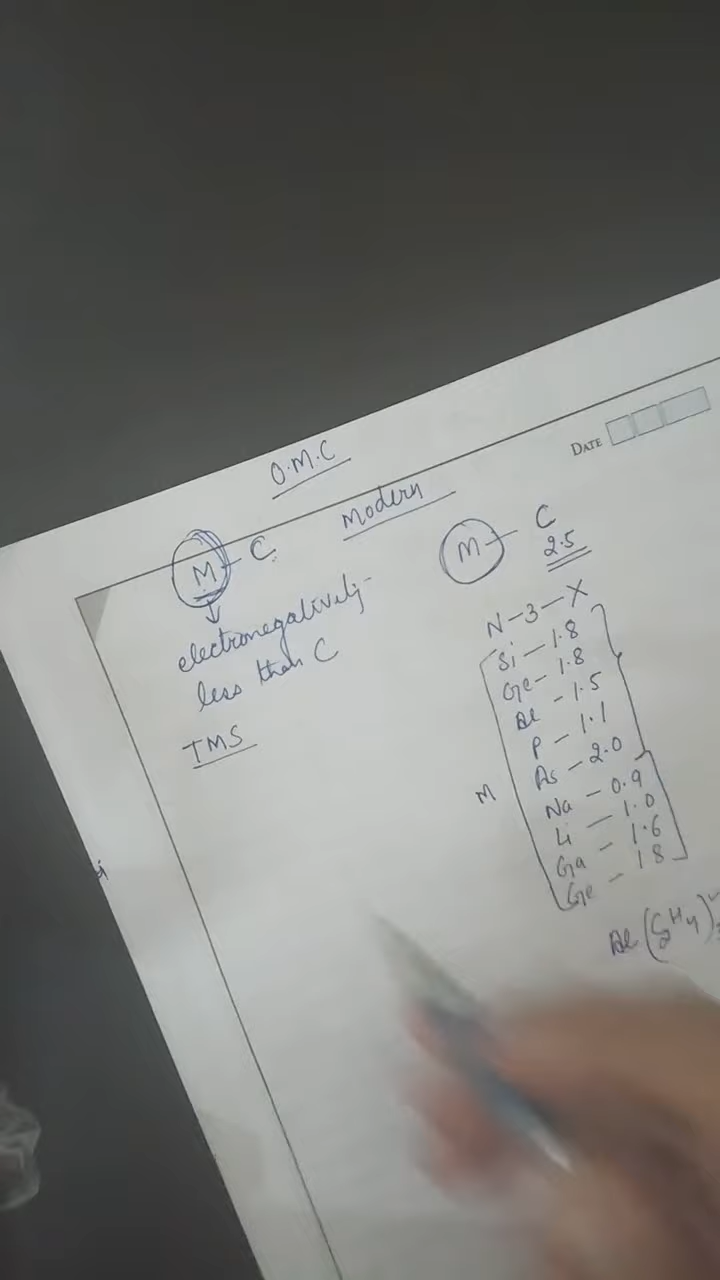 O.M.C
DATE
Modern
M - C
electronegatively
less than C
TMS
M - C
2.5
N - 3 - X
Si - 1.8
Ge - 1.8
Al - 1.5
P - 1.1
As - 2.0
Na - 0.9
Li - 1.0
Ga - 1.6
Ge - 1.8
M